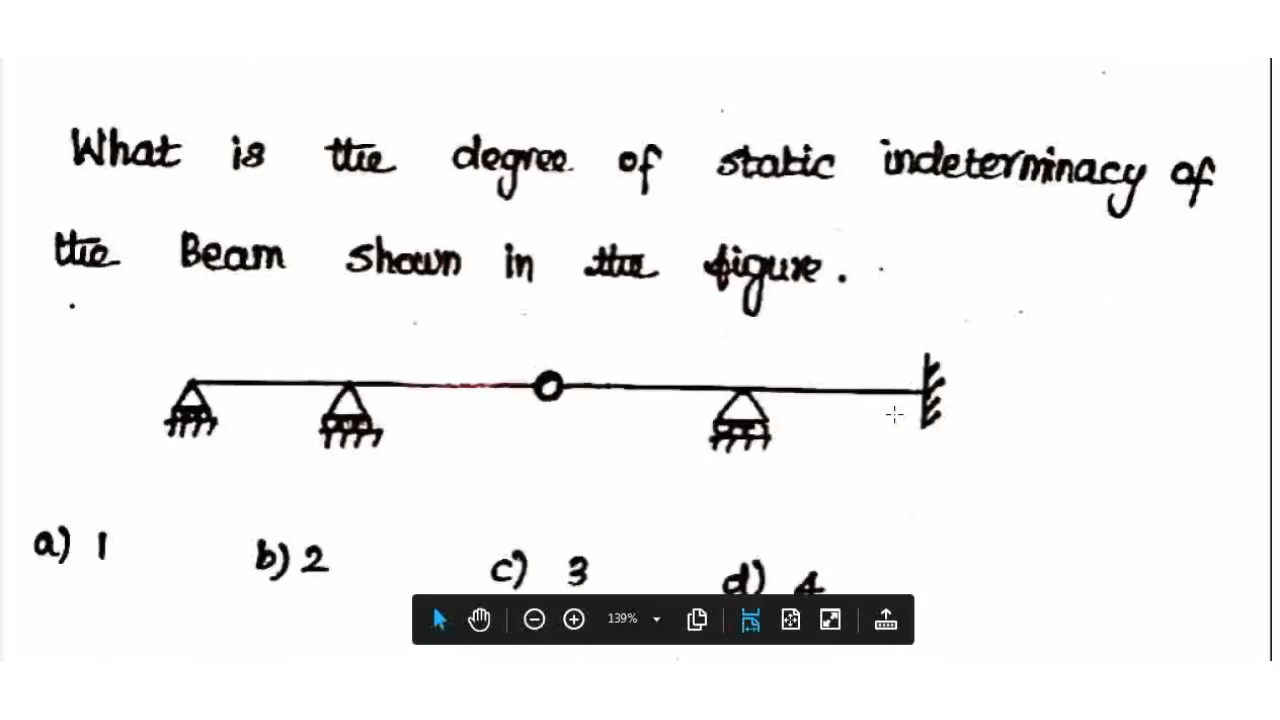 What is the degree of static indeterminacy of
the Beam shown in the figure.
a) 1 b) 2 c) 3 d) 4
139%